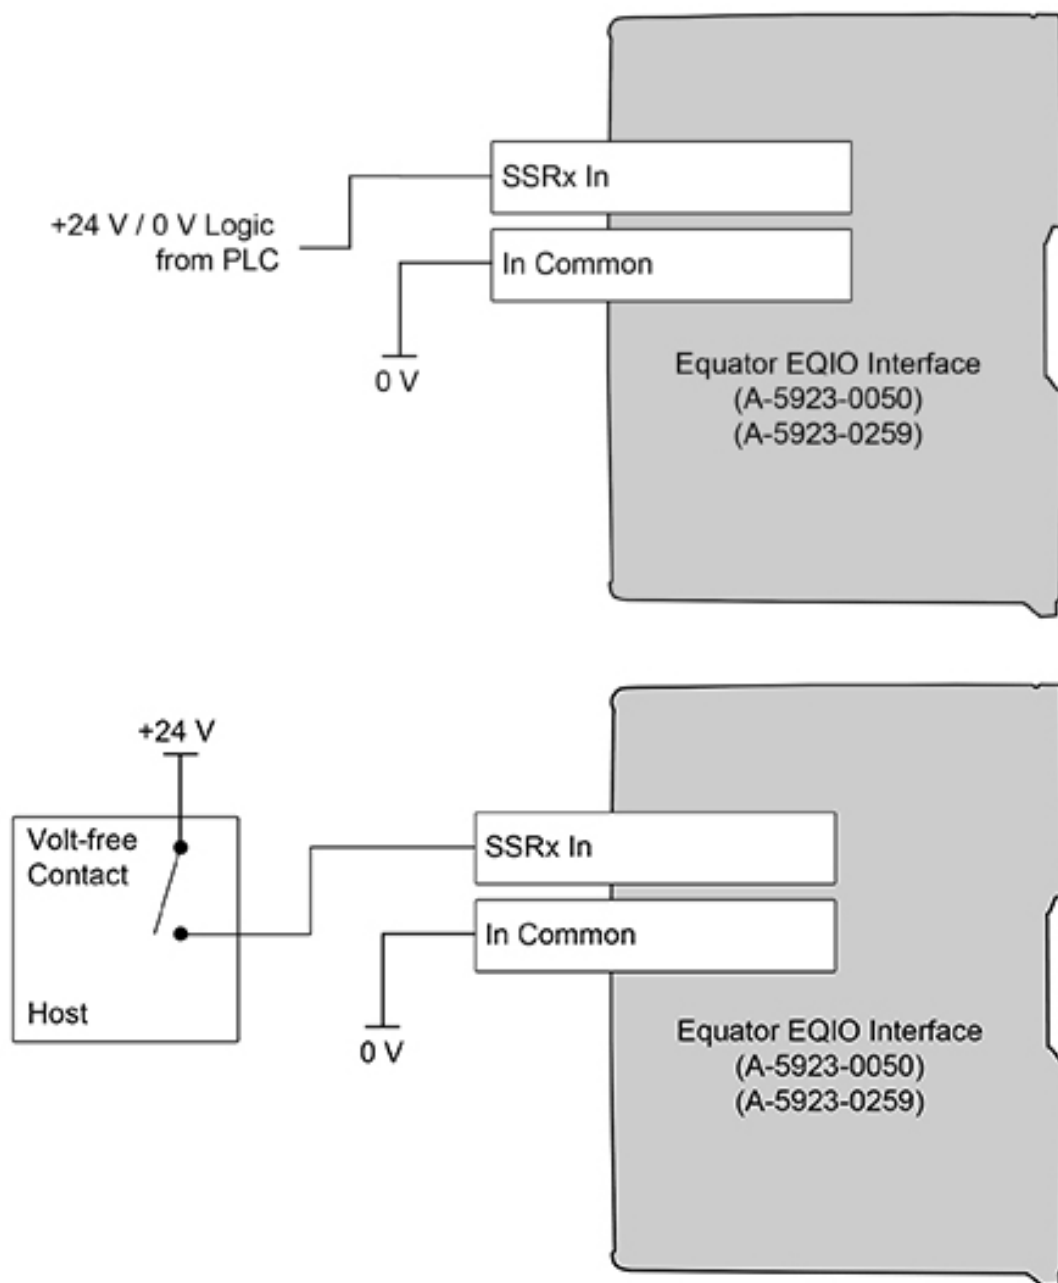 SSRx In
+24 V / 0 V Logic
from PLC
In Common
0 V
Equator EQIO Interface
(A-5923-0050)
(A-5923-0259)
+24 V
Volt-free
Contact
SSRx In
In Common
Host
0 V
Equator EQIO Interface
(A-5923-0050)
(A-5923-0259)